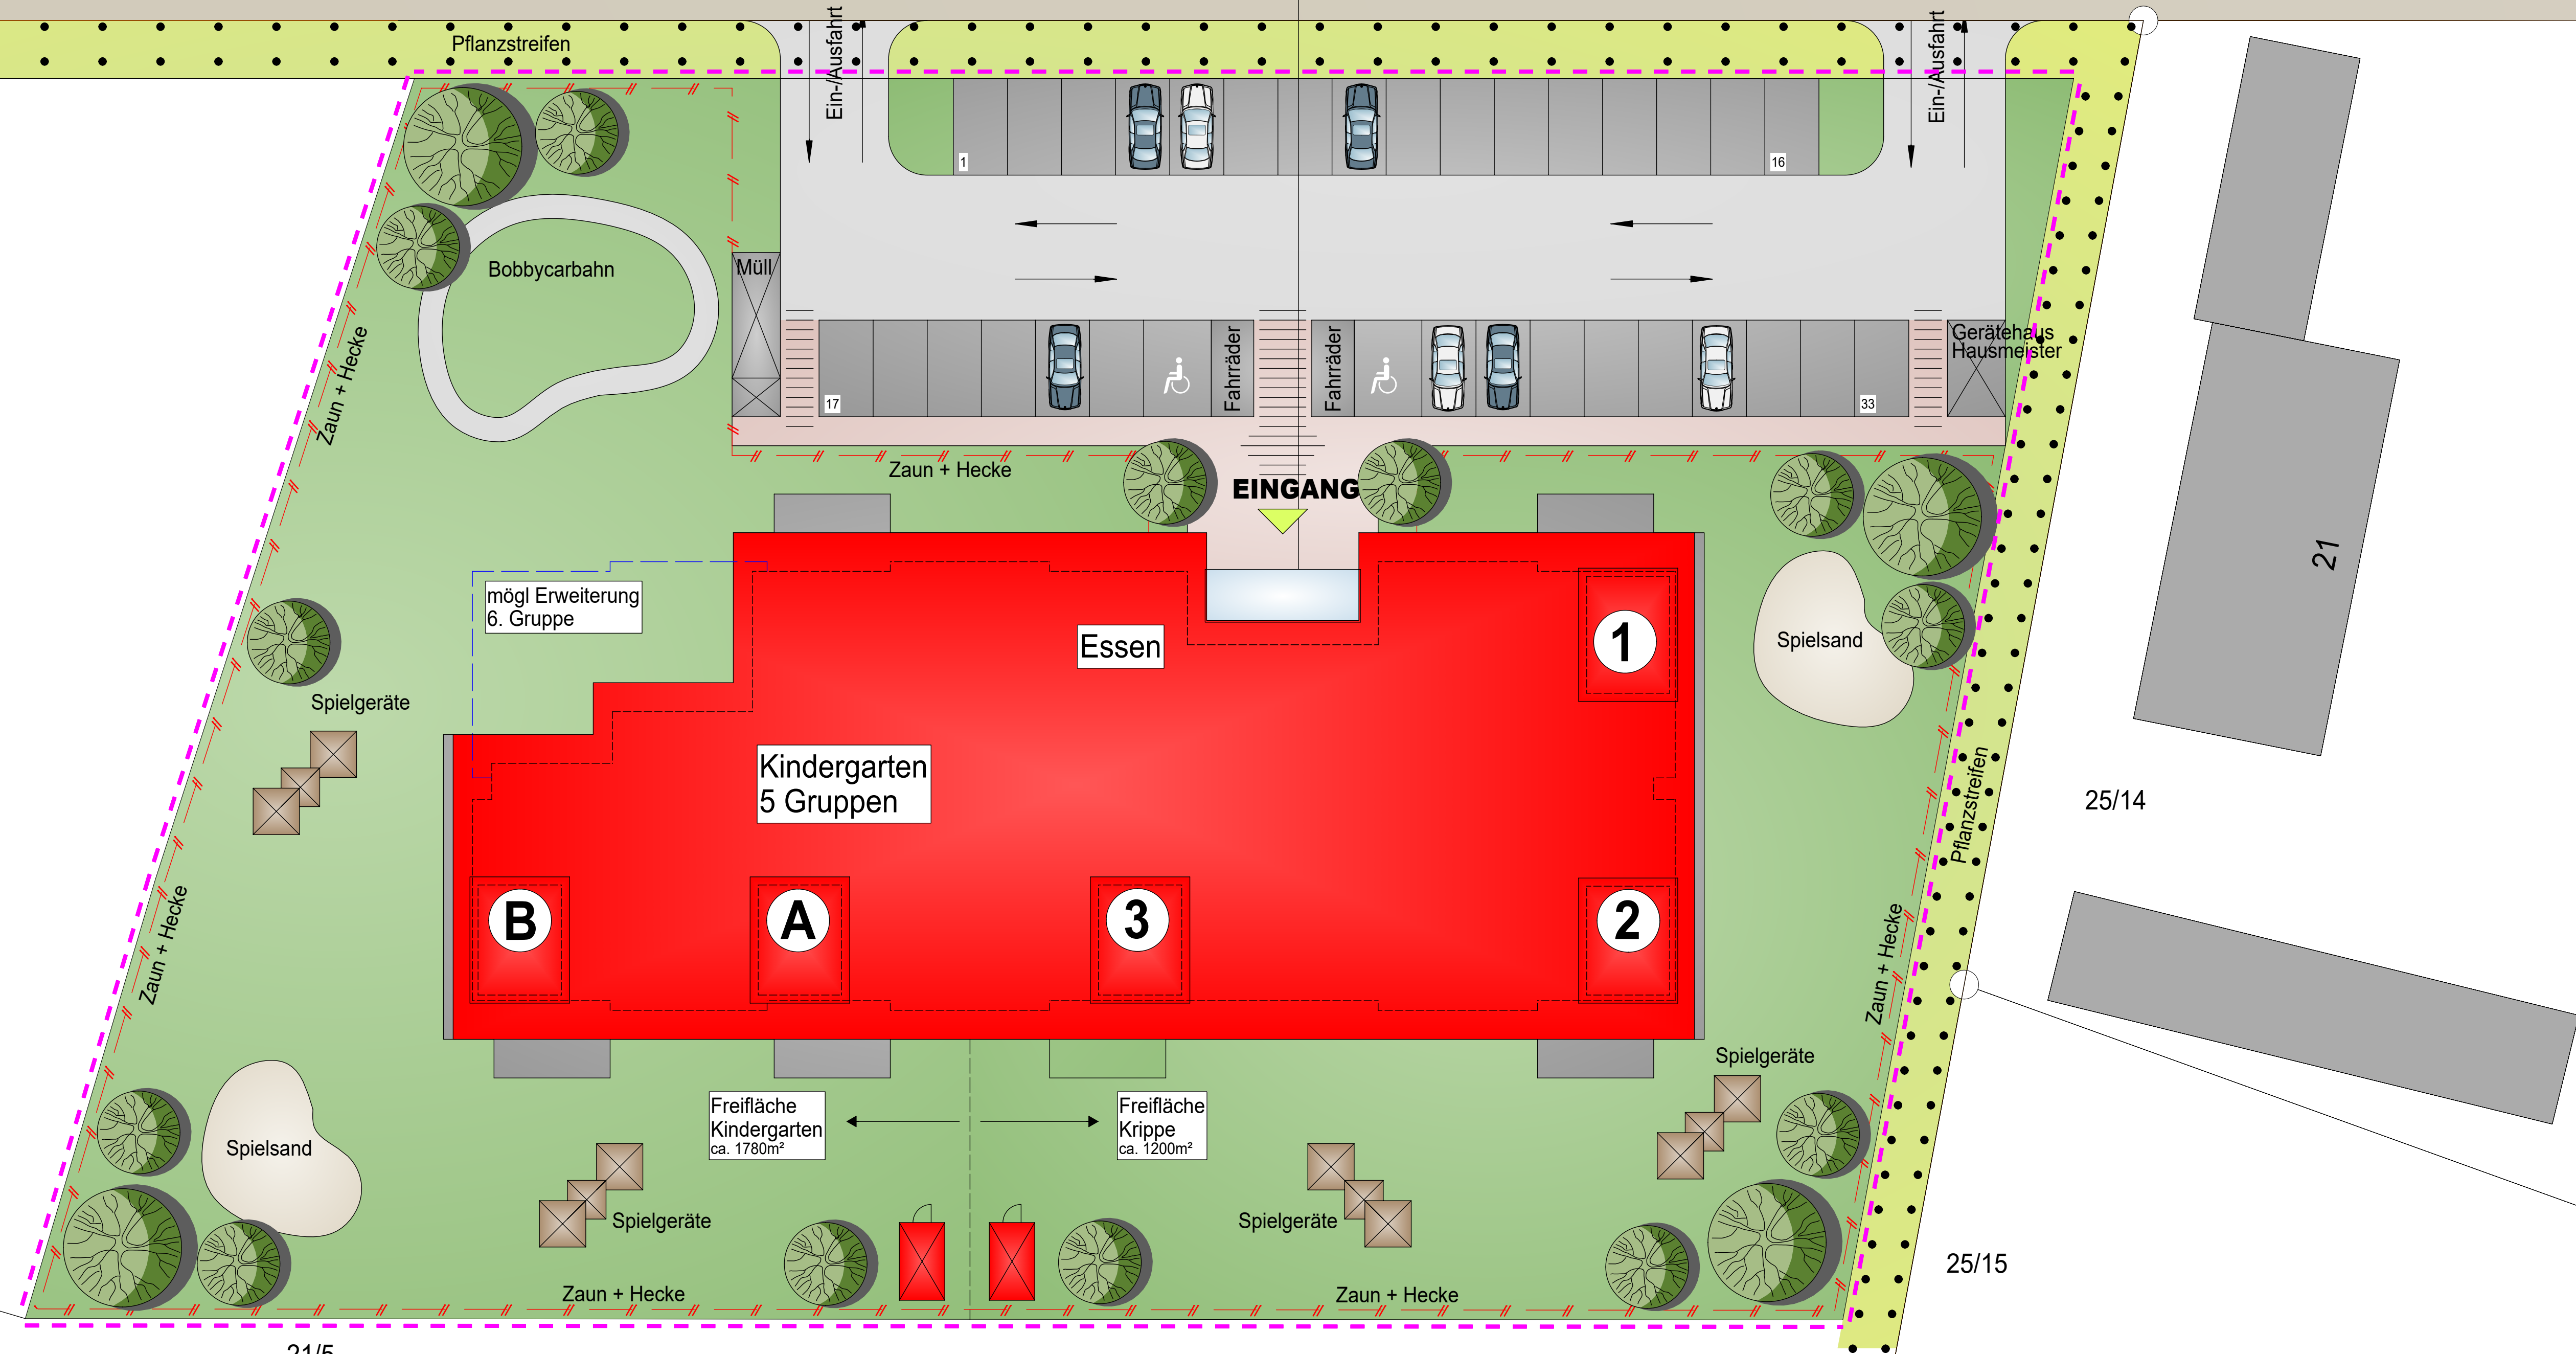 Pflanzstreifen
Ein-/Ausfahrt
Ein-/Ausfahrt
1
16
Bobbycarbahn
Müll
Zaun + Hecke
17
Fahrräder
Fahrräder
33
Gerätehaus
Hausmeister
Zaun + Hecke
EINGANG
21
mögl Erweiterung
6. Gruppe
Essen
1
Spielsand
Spielgeräte
Kindergarten
5 Gruppen
Pflanzstreifen
25/14
Zaun + Hecke
B
A
3
2
Zaun + Hecke
Spielgeräte
Freifläche
Kindergarten
ca. 1780m²
Freifläche
Krippe
ca. 1200m²
Spielsand
Spielgeräte
Spielgeräte
25/15
Zaun + Hecke
Zaun + Hecke
21/5